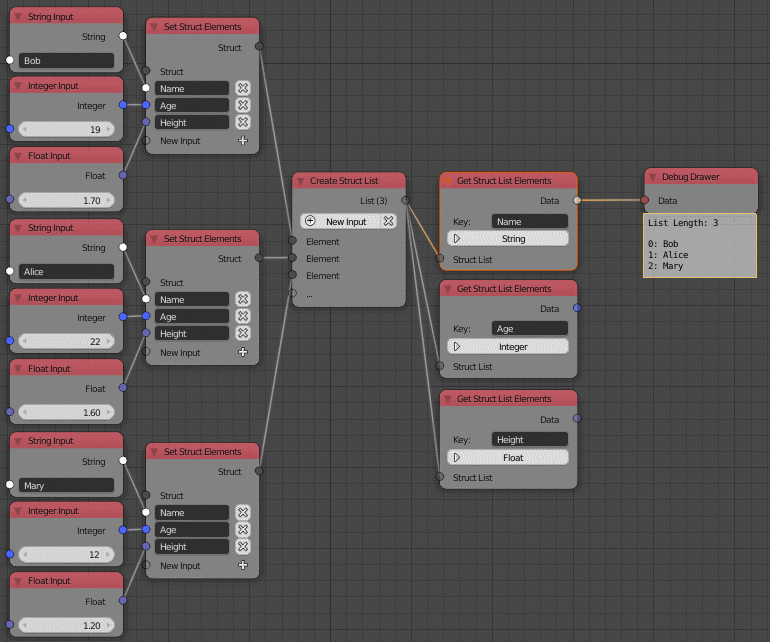 String Input
String
Bob
Integer Input
Integer
19
Float Input
Float
1.70
Set Struct Elements
Struct
Struct
Name
Age
Height
New Input
String Input
String
Alice
Integer Input
Integer
22
Float Input
Float
1.60
Set Struct Elements
Struct
Struct
Name
Age
Height
New Input
String Input
String
Mary
Integer Input
Integer
12
Float Input
Float
1.20
Set Struct Elements
Struct
Struct
Name
Age
Height
New Input
Create Struct List
List (3)
New Input
Element
Element
Element
...
Get Struct List Elements
Data
Key: Name
String
Struct List
Get Struct List Elements
Data
Key: Age
Integer
Struct List
Get Struct List Elements
Data
Key: Height
Float
Struct List
Debug Drawer
Data
List Length: 3
0: Bob
1: Alice
2: Mary